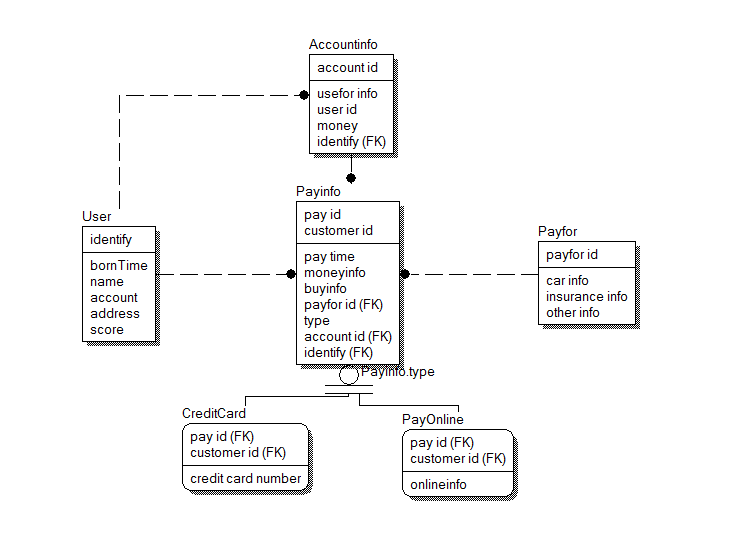 Accountinfo
account id
usefor info
user id
money
identify (FK)
Payinfo
pay id
customer id
pay time
moneyinfo
buyinfo
payfor id (FK)
type
account id (FK)
identify (FK)
User
identify
bornTime
name
account
address
score
Payfor
payfor id
car info
insurance info
other info
Payinfo.type
CreditCard
pay id (FK)
customer id (FK)
credit card number
PayOnline
pay id (FK)
customer id (FK)
onlineinfo